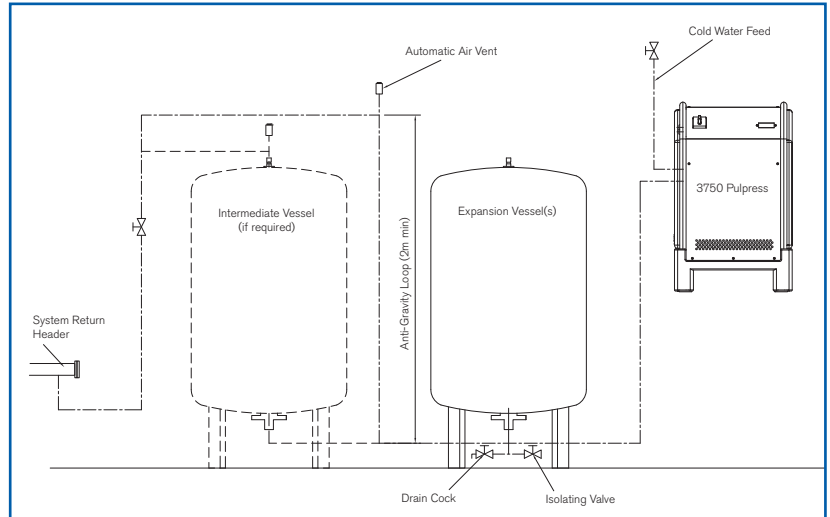 Cold Water Feed
Automatic Air Vent
3750 Pulpress
Intermediate Vessel
(if required)
Expansion Vessel(s)
Anti-Gravity Loop (2m min)
System Return
Header
Drain Cock
Isolating Valve